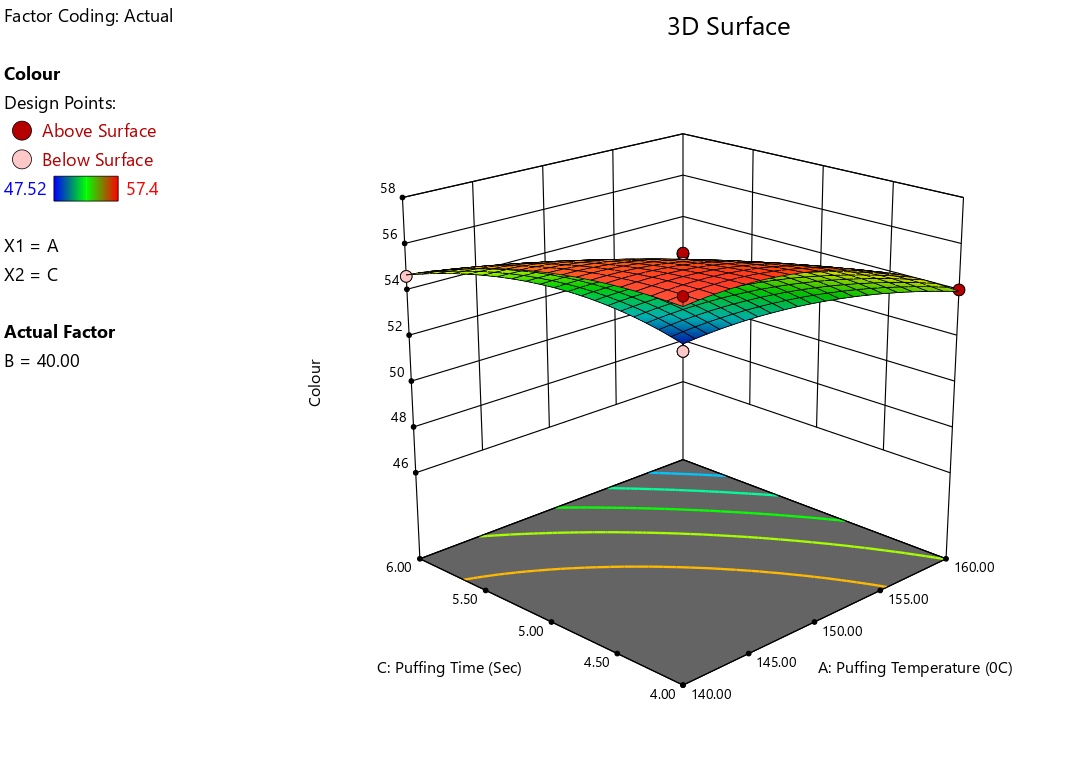 Factor Coding: Actual
3D Surface
Colour
Design Points:
Above Surface
Below Surface
47.52 57.4
X1 = A
X2 = C
Actual Factor
B = 40.00
58
56
54
52
50
48
46
Colour
6.00
5.50
5.00
4.50
4.00
C: Puffing Time (Sec)
140.00
145.00
150.00
155.00
160.00
A: Puffing Temperature (0C)